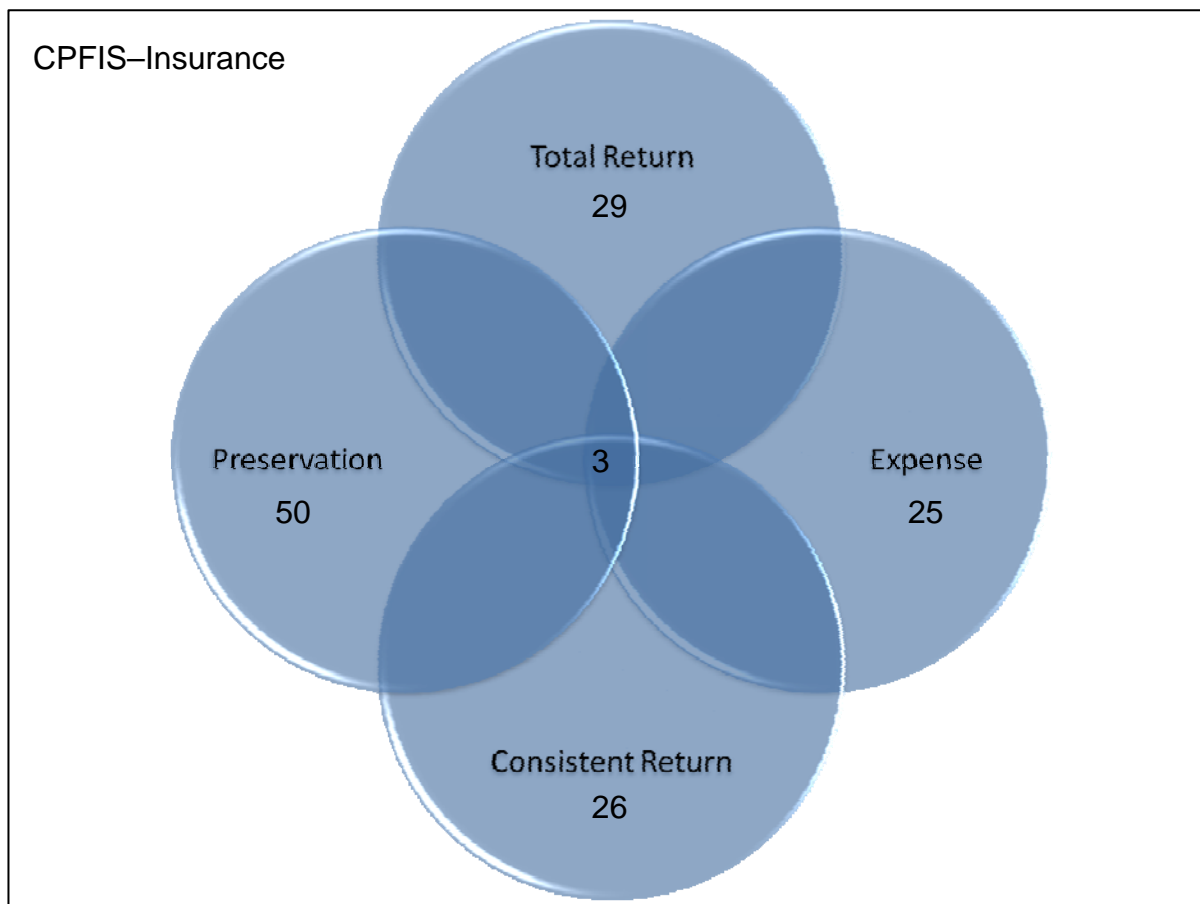 CPFIS–Insurance
Total Return
29
Preservation
50
3
Expense
25
Consistent Return
26